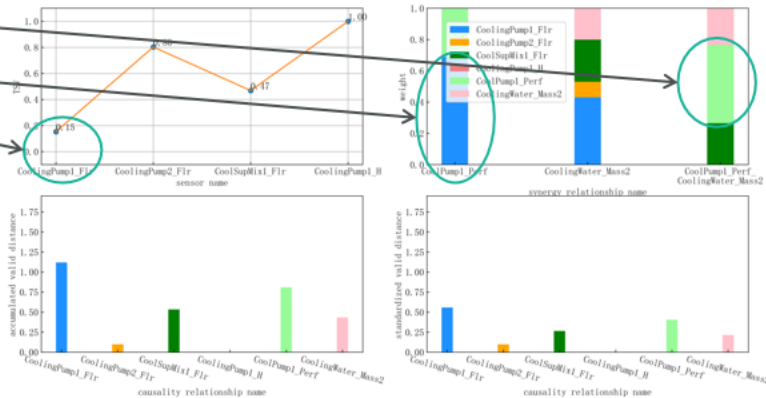 1.0
0.8
0.6
0.4
0.2
0.0
0.15
0.47
1.00
CoolingPump1_Flr
CoolingPump2_Flr
CoolSupMix1_Flr
CoolingPump1_H
sensor name
1.0
0.8
0.6
0.4
0.2
0.0
weight
CoolingPump1_Flr
CoolingPump2_Flr
CoolSupMix1_Flr
CoolingPump1_H
CoolPump1_Perf
CoolingWater_Mass2
CoolPump1_Perf
CoolingWater_Mass2
CoolPump1_Perf_
CoolingWater_Mass2
synergy relationship name
accumulated valid distance
1.75
1.50
1.25
1.00
0.75
0.50
0.25
0.00
CoolingPump1_Flr
CoolingPump2_Flr
CoolSupMix1_Flr
CoolingPump1_H
CoolPump1_Perf
CoolingWater_Mass2
causality relationship name
standardized valid distance
1.75
1.50
1.25
1.00
0.75
0.50
0.25
0.00
CoolingPump1_Flr
CoolingPump2_Flr
CoolSupMix1_Flr
CoolingPump1_H
CoolPump1_Perf
CoolingWater_Mass2
causality relationship name